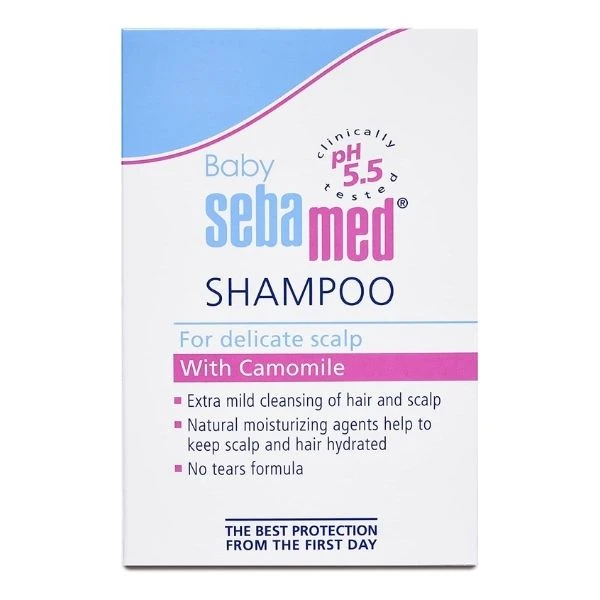 clinically
pH
5.5
tested
Baby
sebamed®
SHAMPOO
For delicate scalp
With Camomile
▪ Extra mild cleansing of hair and scalp
▪ Natural moisturizing agents help to
keep scalp and hair hydrated
▪ No tears formula
THE BEST PROTECTION
FROM THE FIRST DAY